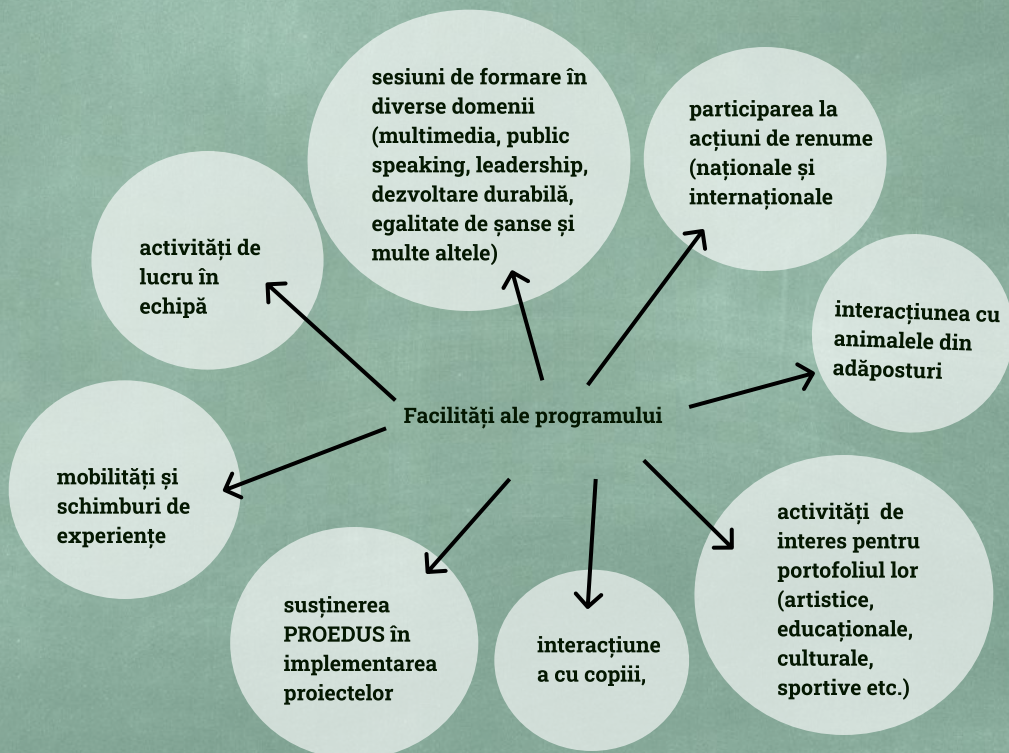 sesiuni de formare în
diverse domenii
(multimedia, public
speaking, leadership,
dezvoltare durabilă,
egalitate de șanse și
multe altele)
participarea la
acțiuni de renume
(naționale și
internaționale
activități de
lucru în
echipă
interacțiunea cu
animalele din
adăposturi
Facilități ale programului
mobilități și
schimburi de
experiențe
activități de
interes pentru
portofoliul lor
(artistice,
educaționale,
culturale,
sportive etc.)
susținerea
PROEDUS în
implementarea
proiectelor
interacțiune
a cu copiii,